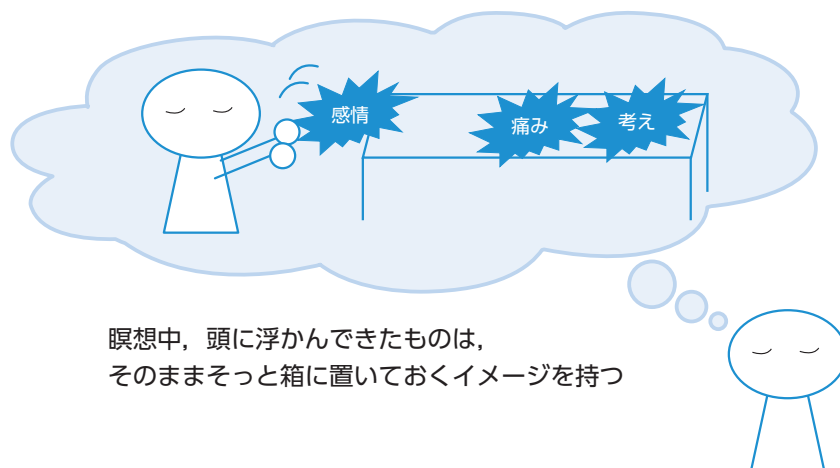 感情
痛み
考え
瞑想中，頭に浮かんできたものは，
そのままそっと箱に置いておくイメージを持つ